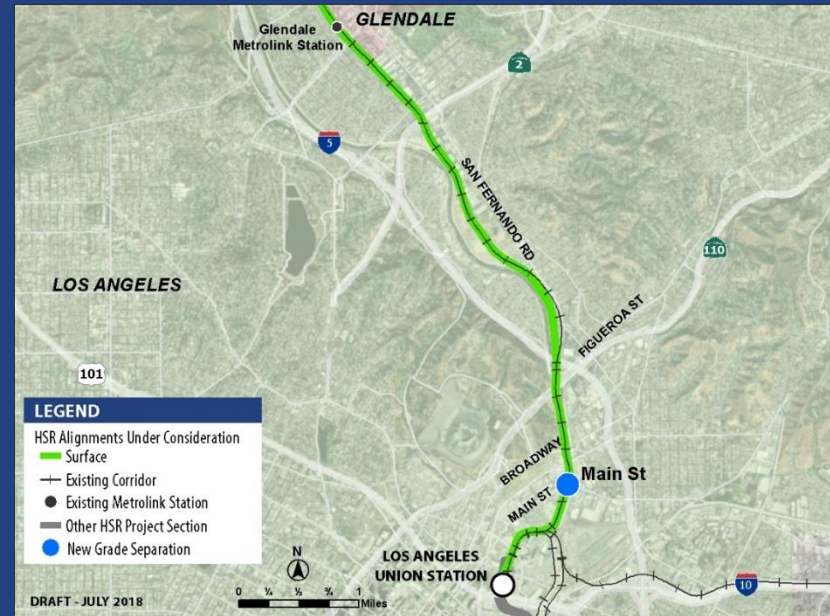 GLENDALE
Glendale
Metrolink Station
2
5
SAN FERNANDO RD
110
LOS ANGELES
FIGUEROA ST
101
LEGEND
HSR Alignments Under Consideration
Surface
Existing Corridor
Existing Metrolink Station
Other HSR Project Section
New Grade Separation
BROADWAY
Main St
MAIN ST
LOS ANGELES
UNION STATION
N
10
0 ¼ ½ ¾ 1
Miles
DRAFT - JULY 2018